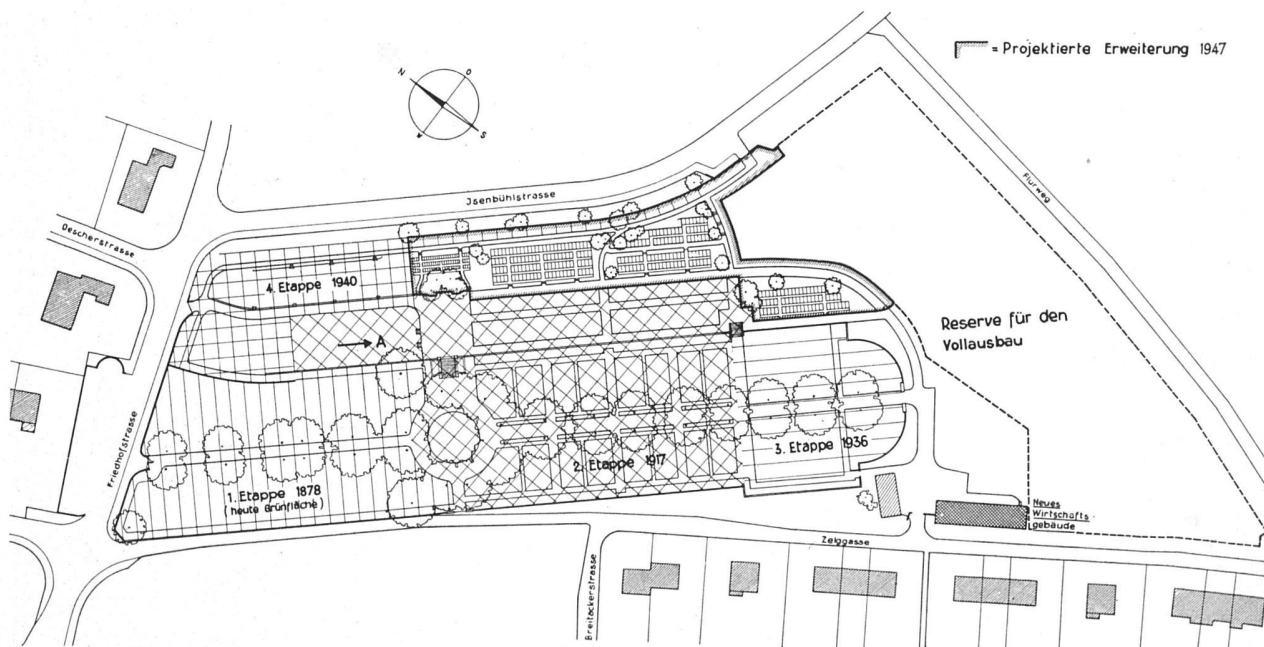 = Projektierte Erweiterung 1947
N
O
W
S
Jsenbühlstrasse
Flurweg
Oescherstrasse
4. Etappe 1940
Reserve für den
Vollausbau
A
Friedhofstrasse
3. Etappe 1936
2. Etappe 1917
1. Etappe 1878
(heute Grünfläche)
Neues
Wirtschafts
gebäude
Zelggasse
Breitackerstrasse